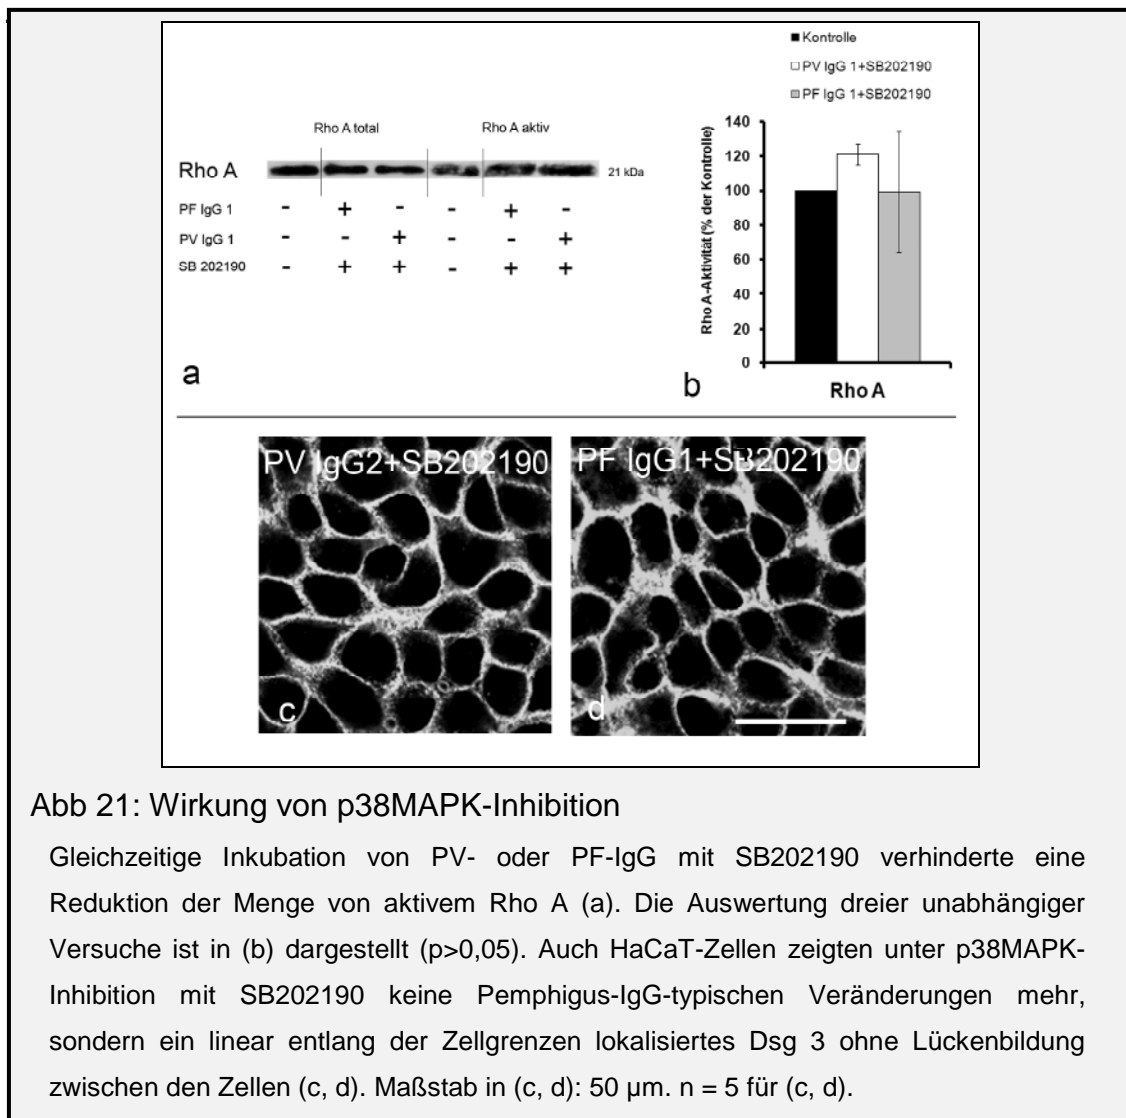 Kontrolle
PV IgG 1+SB202190
PF IgG 1+SB202190
Rho A total
Rho A aktiv
Rho A
21 kDa
PF IgG 1 - + - - + -
PV IgG 1 - - + - - +
SB 202190 - + + - + +
a
Rho A-Aktivität (% der Kontrolle)
140
120
100
80
60
40
20
0
b
Rho A
PV IgG2+SB202190
PF IgG1+SB202190
c
d
Abb 21: Wirkung von p38MAPK-Inhibition
Gleichzeitige Inkubation von PV- oder PF-IgG mit SB202190 verhinderte eine
Reduktion der Menge von aktivem Rho A (a). Die Auswertung dreier unabhängiger
Versuche ist in (b) dargestellt (p>0,05). Auch HaCaT-Zellen zeigten unter p38MAPK-
Inhibition mit SB202190 keine Pemphigus-IgG-typischen Veränderungen mehr,
sondern ein linear entlang der Zellgrenzen lokalisiertes Dsg 3 ohne Lückenbildung
zwischen den Zellen (c, d). Maßstab in (c, d): 50 µm. n = 5 für (c, d).